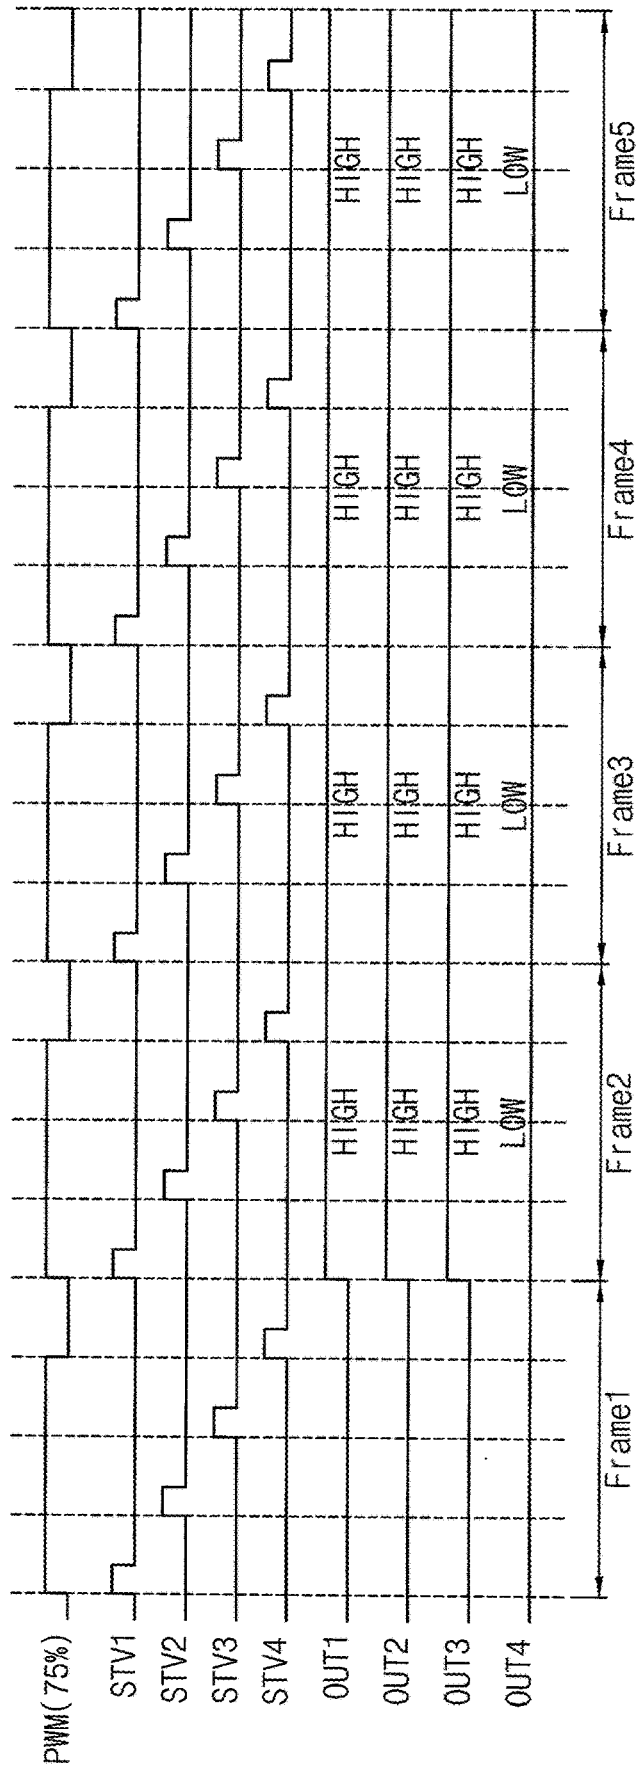 PWM(75%)
STV1
STV2
STV3
STV4
OUT1
HIGH HIGH HIGH HIGH
OUT2
HIGH HIGH HIGH HIGH
OUT3
HIGH HIGH HIGH HIGH
OUT4
LOW LOW LOW LOW
Frame1 Frame2 Frame3 Frame4 Frame5